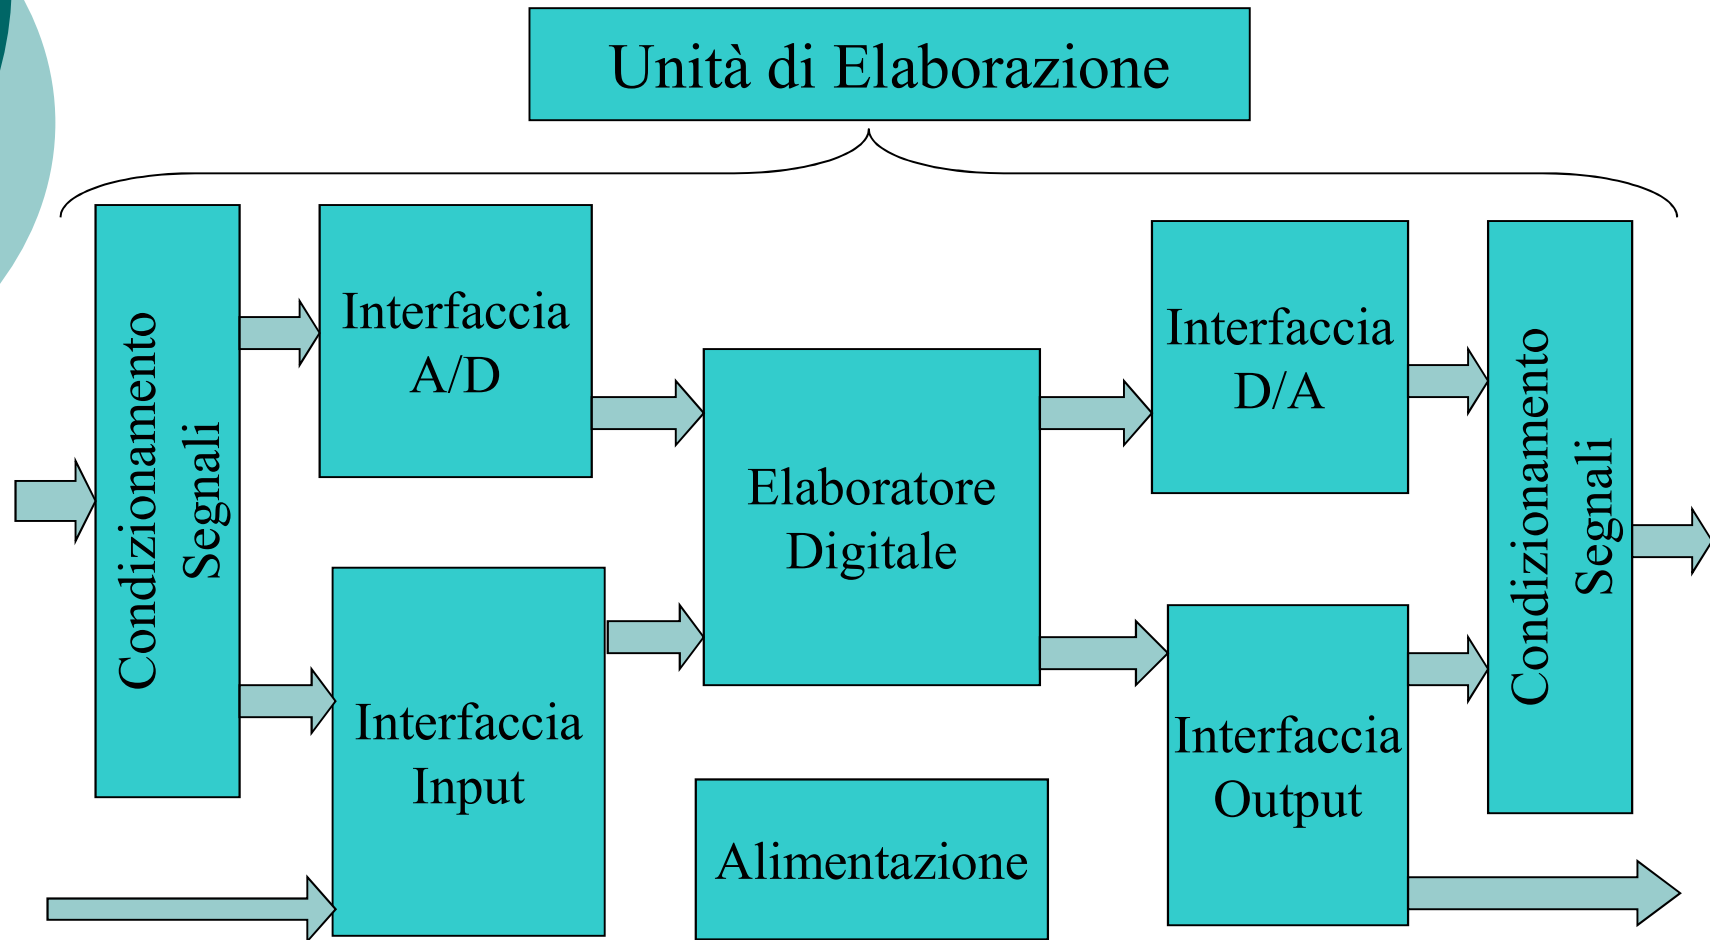 Unità di Elaborazione
Condizionamento
Segnali
Interfaccia
A/D
Interfaccia
Input
Elaboratore
Digitale
Alimentazione
Interfaccia
D/A
Interfaccia
Output
Condizionamento
Segnali